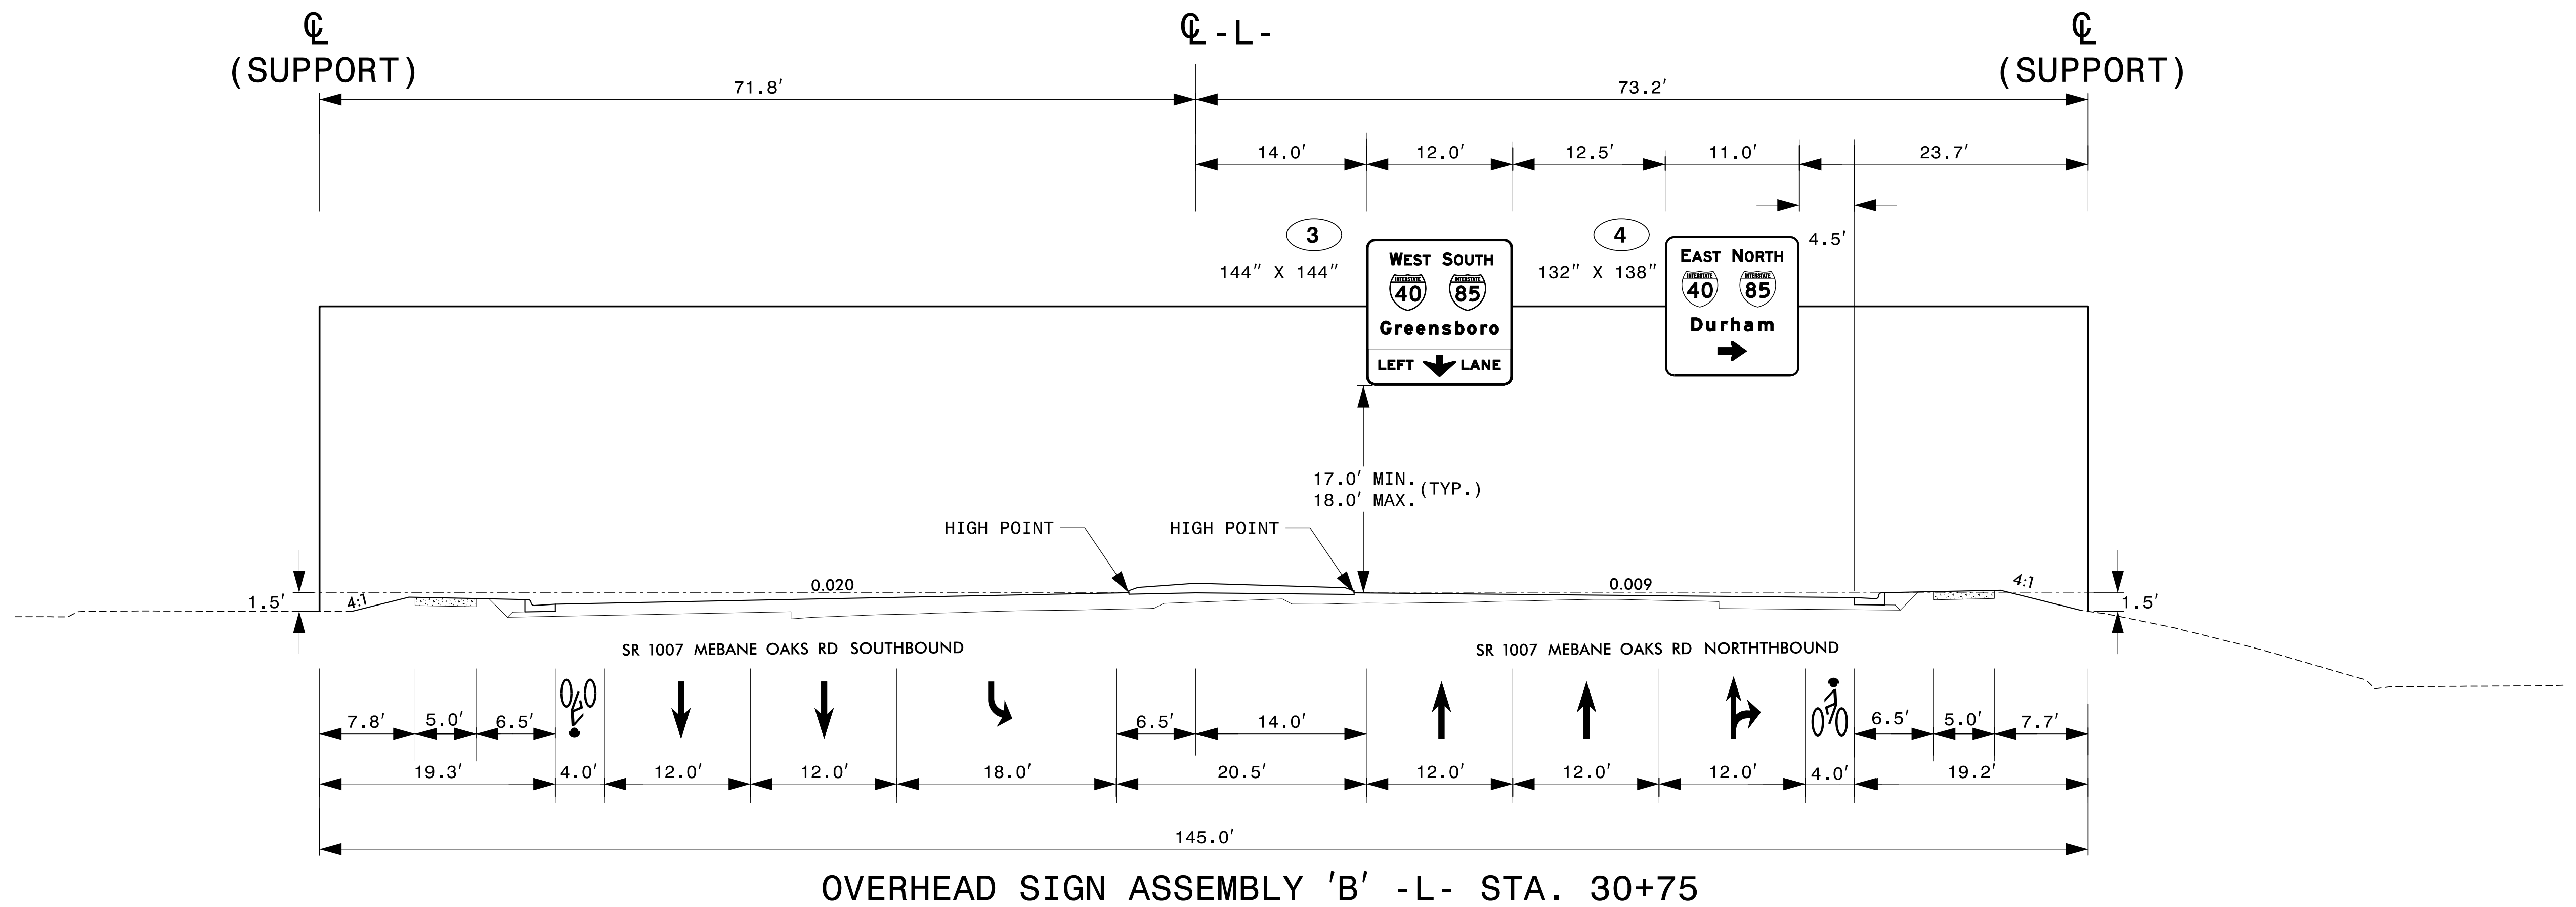 ℄ ℄ -L- ℄
(SUPPORT) (SUPPORT)
71.8′ 73.2′
14.0′ 12.0′ 12.5′ 11.0′ 23.7′
4.5′
3
144″ X 144″
WEST SOUTH
INTERSTATE INTERSTATE
40 85
Greensboro
LEFT LANE
4
132″ X 138″
EAST NORTH
INTERSTATE INTERSTATE
40 85
Durham
17.0′ MIN.
18.0′ MAX.
(TYP.)
HIGH POINT HIGH POINT
1.5′ 4:1 0.020 0.009 4:1 1.5′
SR 1007 MEBANE OAKS RD SOUTHBOUND SR 1007 MEBANE OAKS RD NORTHTHBOUND
7.8′ 5.0′ 6.5′ 6.5′ 14.0′ 6.5′ 5.0′ 7.7′
19.3′ 4.0′ 12.0′ 12.0′ 18.0′ 20.5′ 12.0′ 12.0′ 12.0′ 4.0′ 19.2′
145.0′
OVERHEAD SIGN ASSEMBLY 'B' -L- STA. 30+75